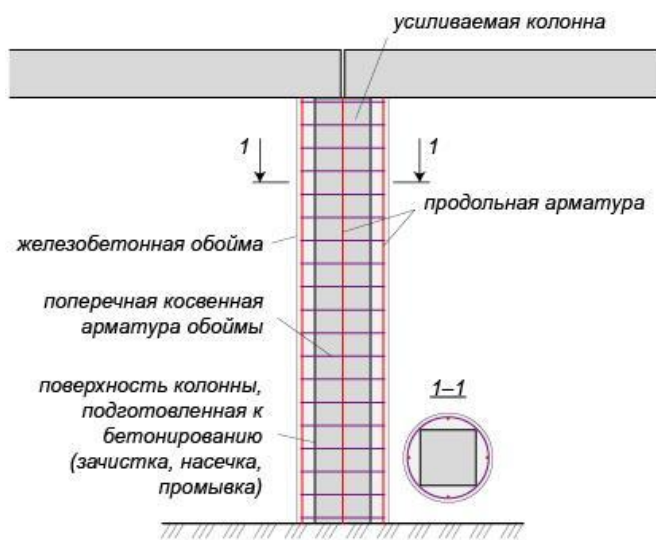 усиливаемая колонна
1
1
продольная арматура
железобетонная обойма
поперечная косвенная
арматура обоймы
поверхность колонны,
подготовленная к
бетонированию
(зачистка, насечка,
промывка)
1–1